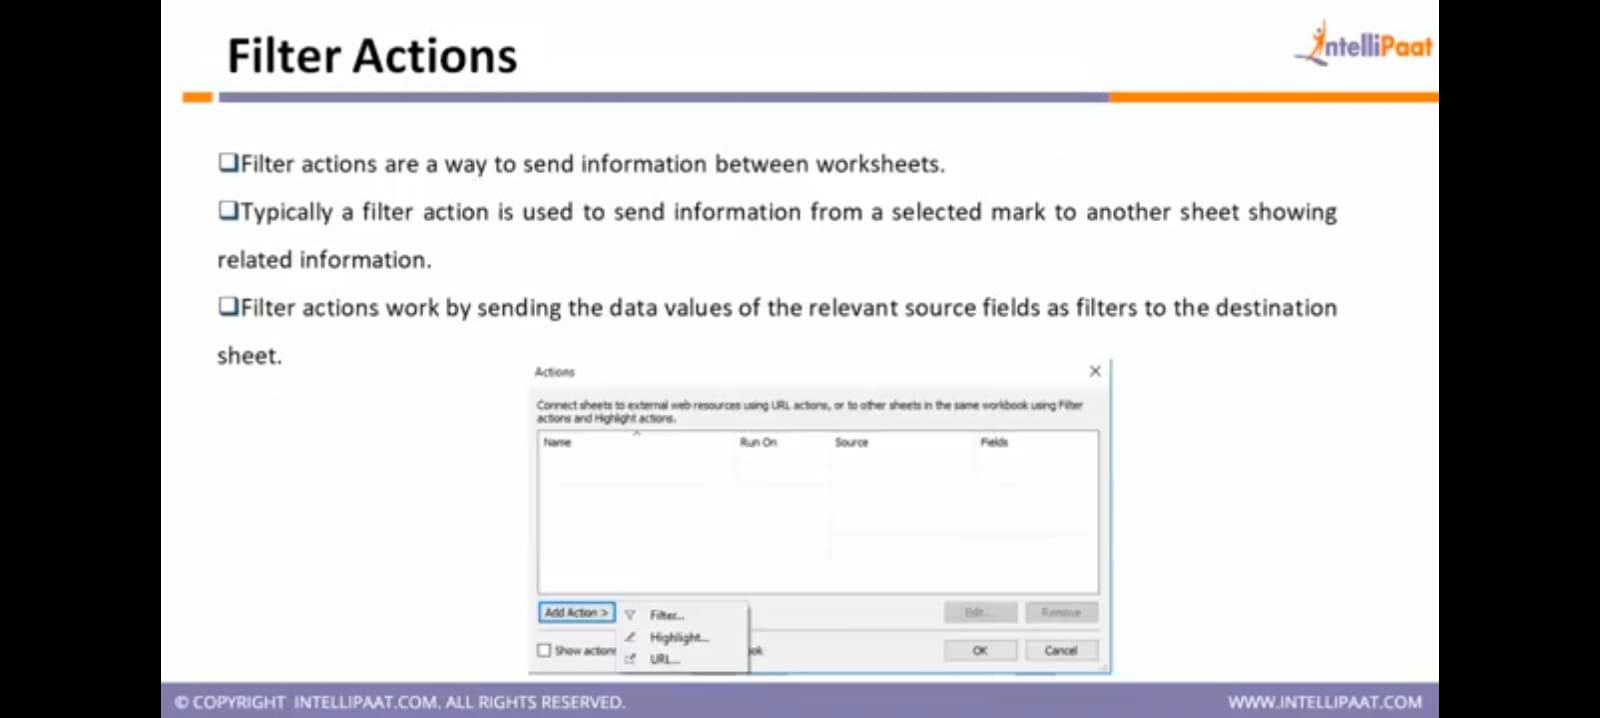 Filter Actions
IntelliPaat
Filter actions are a way to send information between worksheets.
Typically a filter action is used to send information from a selected mark to another sheet showing
related information.
Filter actions work by sending the data values of the relevant source fields as filters to the destination
sheet.
Actions
Connect sheets to external web resources using URL actions, or to other sheets in the same workbook using Filter
actions and Highlight actions.
Name Run On Source Fields
Add Action > Filter... Edit... Remove
Highlight...
Show action ok OK Cancel
URL...
© COPYRIGHT INTELLIPAAT.COM. ALL RIGHTS RESERVED. WWW.INTELLIPAAT.COM